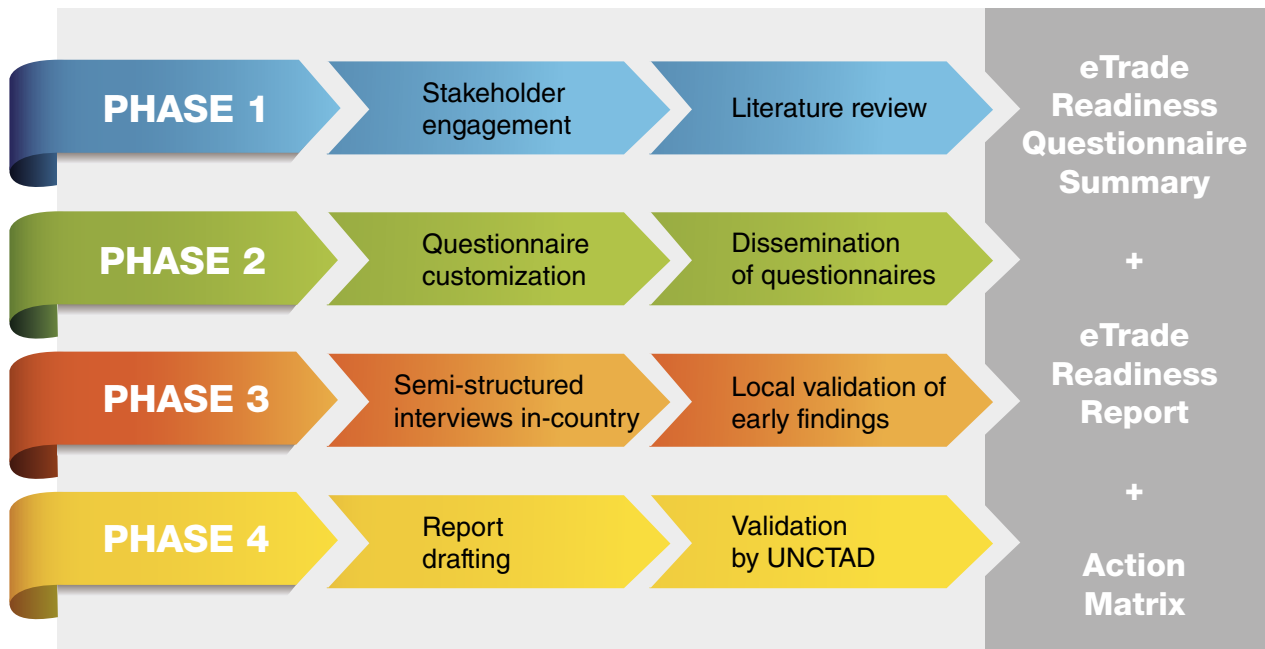 PHASE 1
Stakeholder
engagement
Literature review
PHASE 2
Questionnaire
customization
Dissemination
of questionnaires
PHASE 3
Semi-structured
interviews in-country
Local validation of
early findings
PHASE 4
Report
drafting
Validation
by UNCTAD
eTrade
Readiness
Questionnaire
Summary
+
eTrade
Readiness
Report
+
Action
Matrix